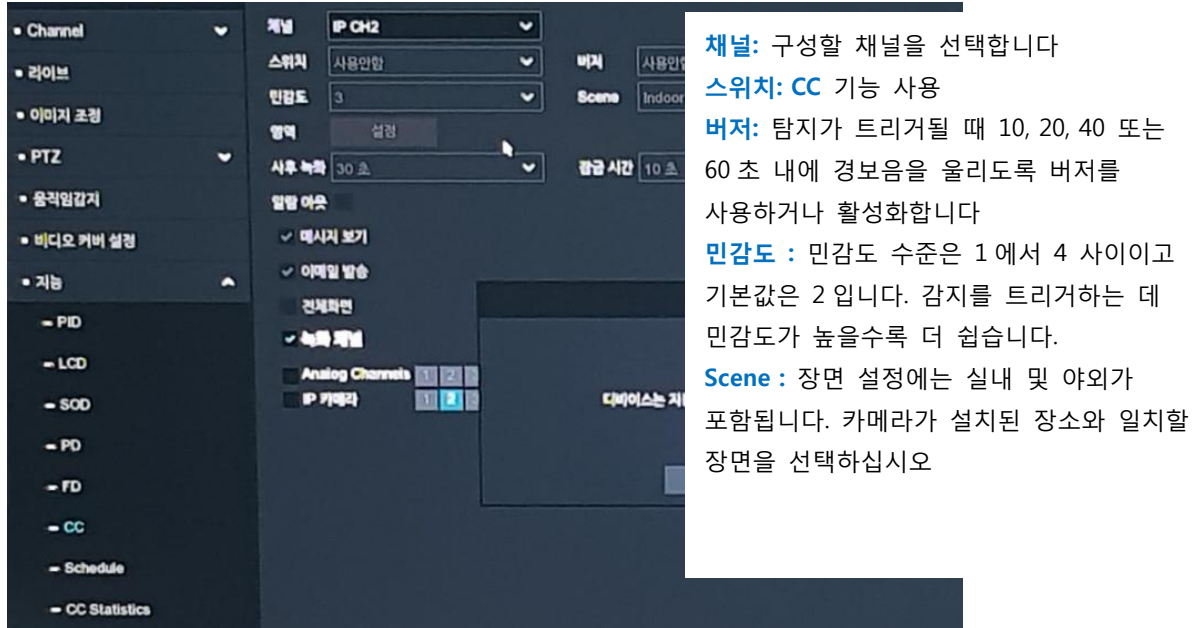 Channel
라이브
이미지 조정
PTZ
움직임감지
비디오 커버 설정
지능
PID
LCD
SOD
PD
FD
CC
Schedule
CC Statistics
채널 IP CH2
스위치 사용안함 버저 사용안함
민감도 3 Scene Indoor
영역 설정
사후 녹화 30 초 잠금 시간 10 초
알람 아웃
메시지 보기
이메일 발송
전체화면
녹화 채널
Analog Channels 1 2
IP 카메라 1 2
디바이스는
채널: 구성할 채널을 선택합니다
스위치: CC 기능 사용
버저: 탐지가 트리거될 때 10, 20, 40 또는
60 초 내에 경보음을 울리도록 버저를
사용하거나 활성화합니다
민감도 : 민감도 수준은 1 에서 4 사이이고
기본값은 2 입니다. 감지를 트리거하는 데
민감도가 높을수록 더 쉽습니다.
Scene : 장면 설정에는 실내 및 야외가
포함됩니다. 카메라가 설치된 장소와 일치할
장면을 선택하십시오